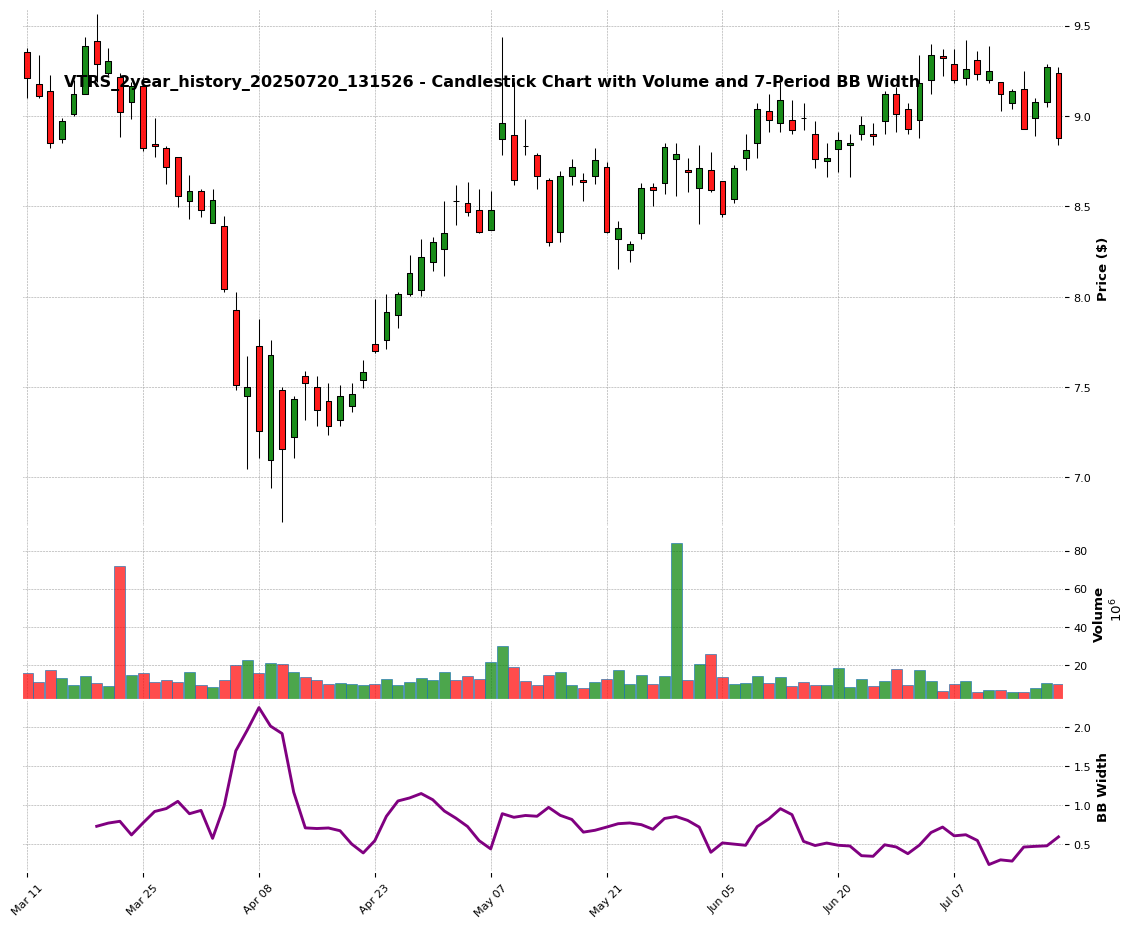 VTRS_2year_history_20250720_131526 - Candlestick Chart with Volume and 7-Period BB Width
9.5
9.0
8.5
8.0
7.5
7.0
Price ($)
80
60
40
20
Volume
10^6
2.0
1.5
1.0
0.5
BB Width
Mar 11
Mar 25
Apr 08
Apr 23
May 07
May 21
Jun 05
Jun 20
Jul 07